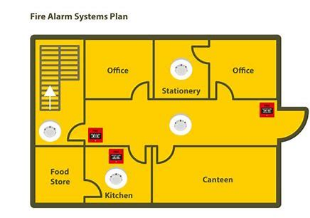 Fire Alarm Systems Plan
Office
Office
Stationery
Food
Store
Kitchen
Canteen